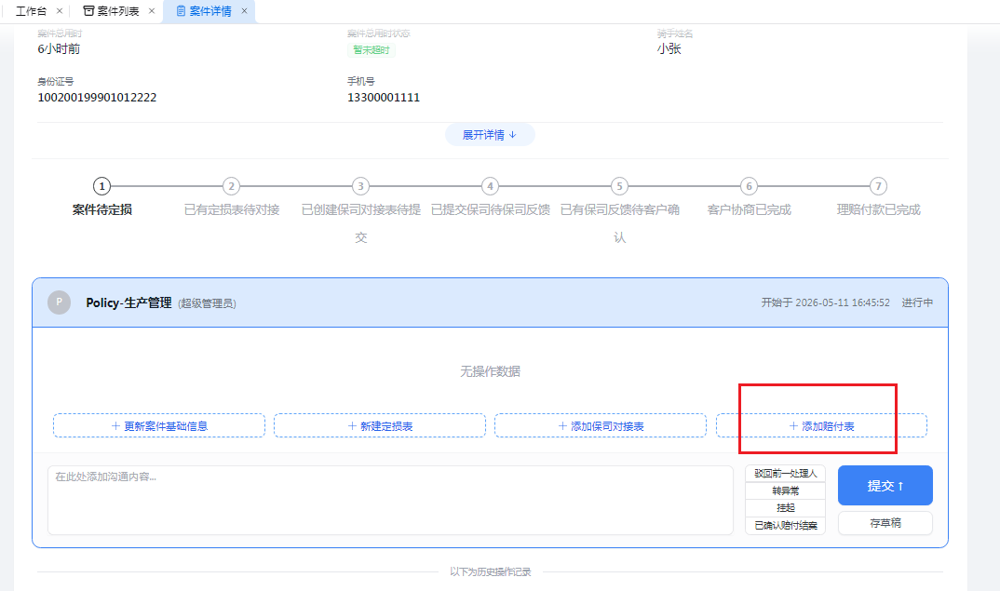 工作台 × 案件列表 × 案件详情 ×
案件总用时 案件总用时状态 骑手姓名
6小时前 暂未超时 小张
身份证号 手机号
100200199901012222 13300001111
展开详情 ↓
1 2 3 4 5 6 7
案件待定损 已有定损表待对接 已创建保司对接表待提交 已提交保司待保司反馈 已有保司反馈待客户确认 客户协商已完成 理赔付款已完成
P Policy-生产管理 (超级管理员) 开始于 2026-05-11 16:45:52 进行中
无操作数据
+ 更新案件基础信息 + 新建定损表 + 添加保司对接表 + 添加赔付表
在此处添加沟通内容...
驳回前一处理人
转异常
挂起
已确认赔付结案
提交 ↑
存草稿
以下为历史操作记录